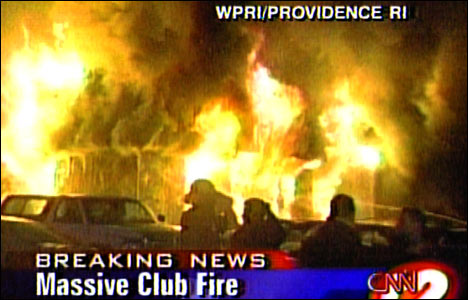 WPRI/PROVIDENCE RI
BREAKING NEWS
Massive Club Fire
CNN 2